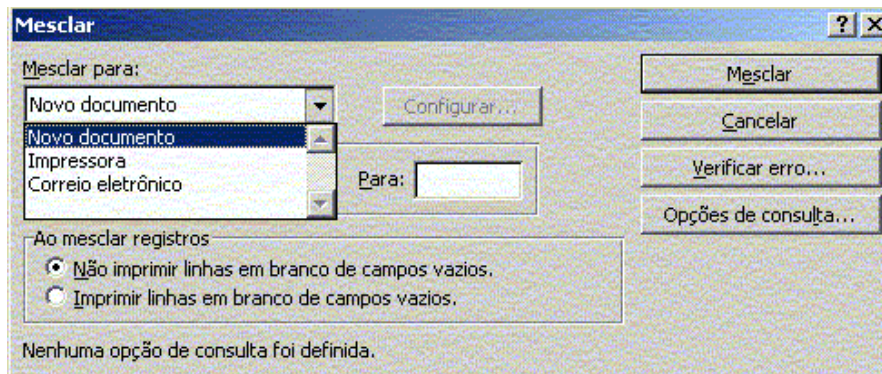 Mesclar
Mesclar para:
Novo documento
Configurar...
Novo documento
Impressora
Correio eletrônico
Para:
Ao mesclar registros
Não imprimir linhas em branco de campos vazios.
Imprimir linhas em branco de campos vazios.
Nenhuma opção de consulta foi definida.
Mesclar
Cancelar
Verificar erro...
Opções de consulta...